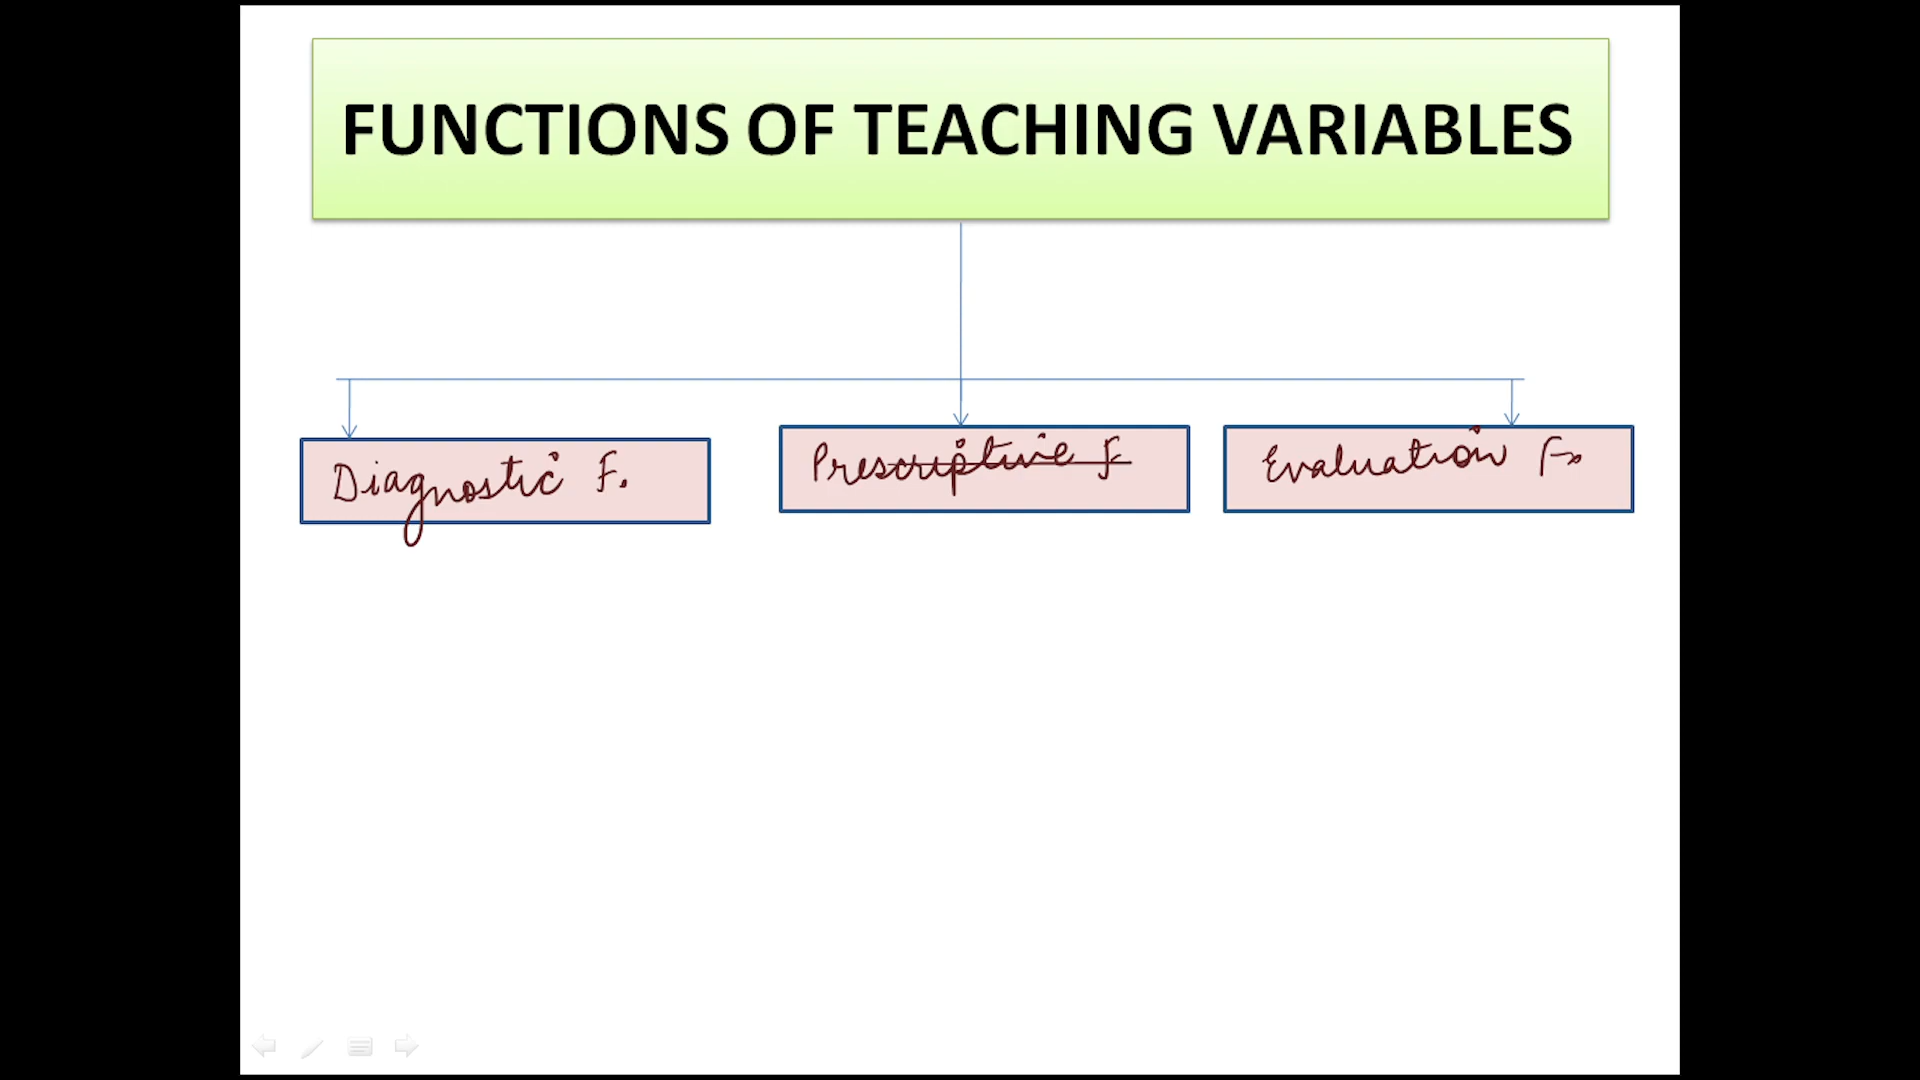 FUNCTIONS OF TEACHING VARIABLES
Diagnostic F.
Prescriptive F
Evaluation F.